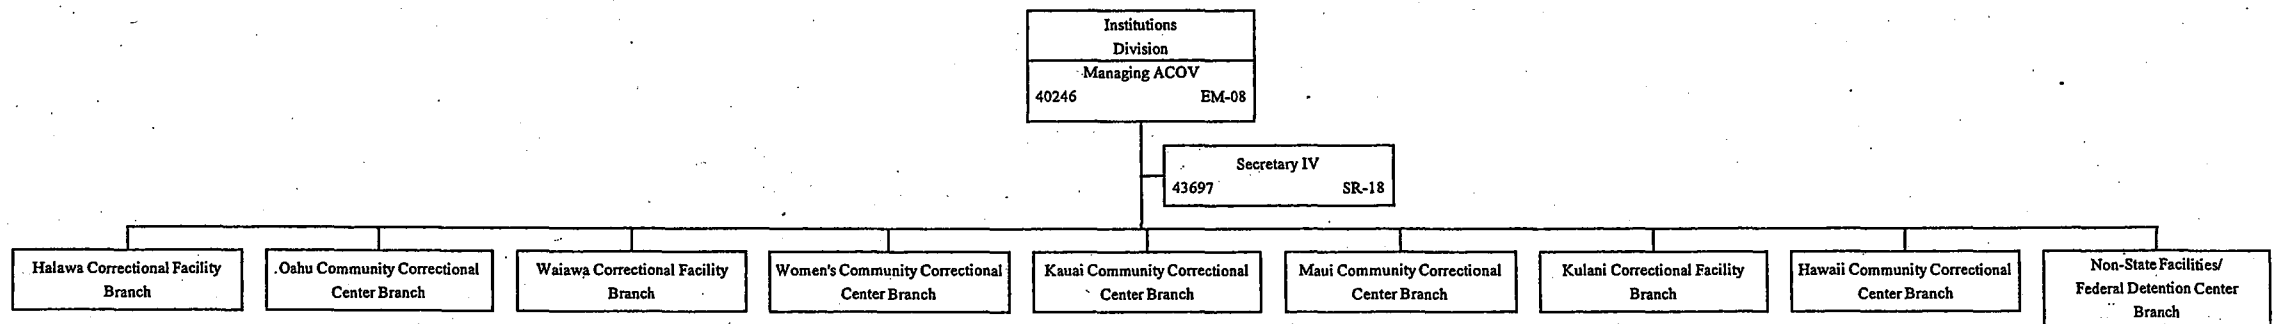 Institutions
Division
Managing ACOV
40246 EM-08
Secretary IV
43697 SR-18
Halawa Correctional Facility
Branch
Oahu Community Correctional
Center Branch
Waiawa Correctional Facility
Branch
Women's Community Correctional
Center Branch
Kauai Community Correctional
Center Branch
Maui Community Correctional
Center Branch
Kulani Correctional Facility
Branch
Hawaii Community Correctional
Center Branch
Non-State Facilities/
Federal Detention Center
Branch